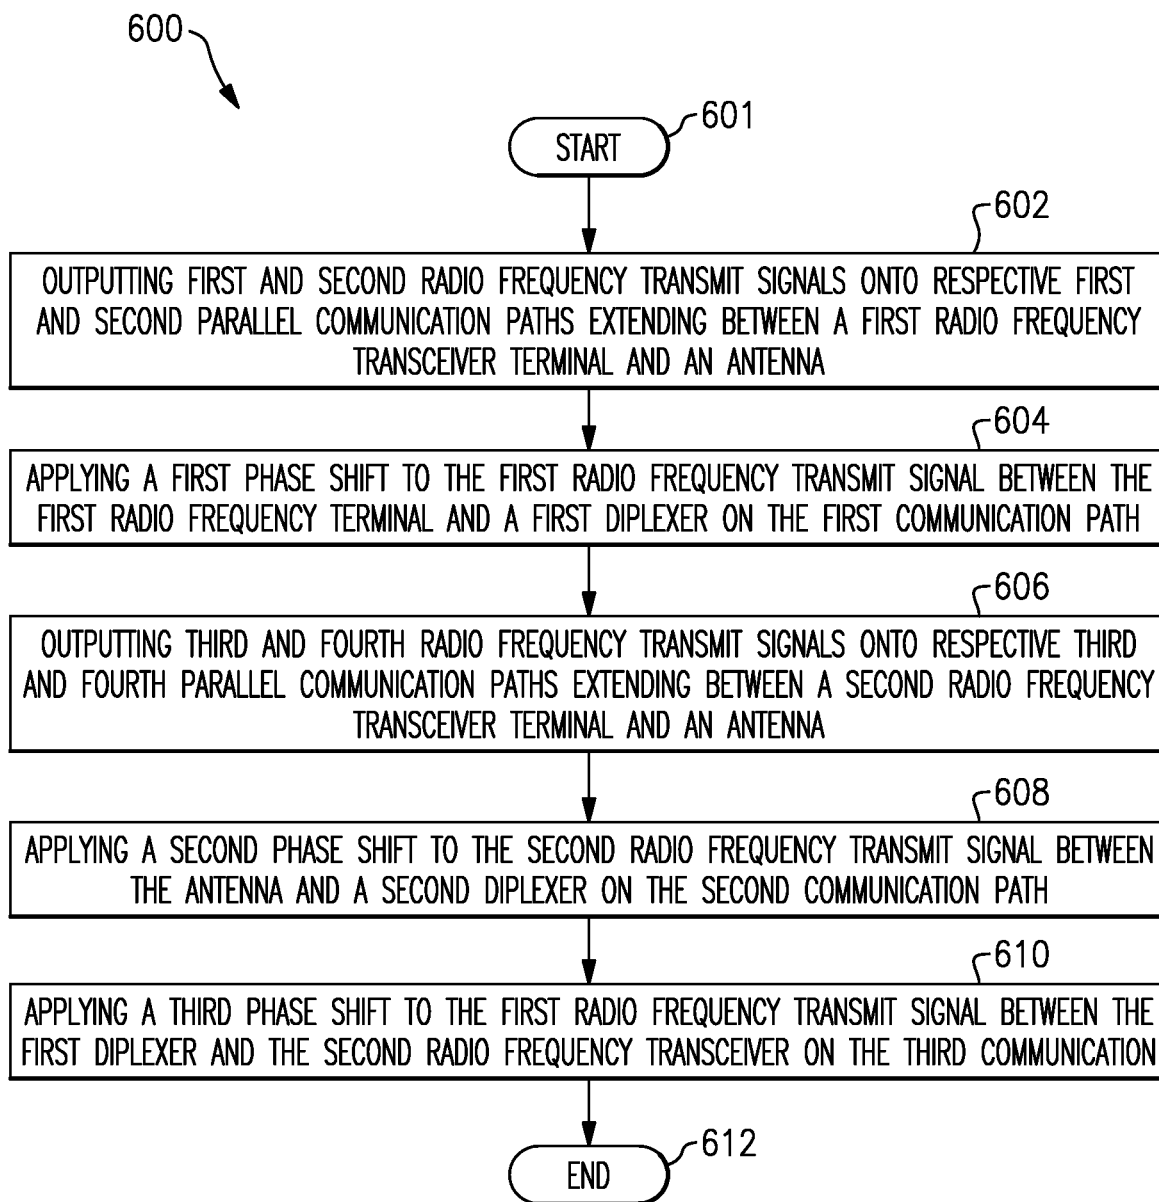 600
START
601
602
OUTPUTTING FIRST AND SECOND RADIO FREQUENCY TRANSMIT SIGNALS ONTO RESPECTIVE FIRST
AND SECOND PARALLEL COMMUNICATION PATHS EXTENDING BETWEEN A FIRST RADIO FREQUENCY
TRANSCEIVER TERMINAL AND AN ANTENNA
604
APPLYING A FIRST PHASE SHIFT TO THE FIRST RADIO FREQUENCY TRANSMIT SIGNAL BETWEEN THE
FIRST RADIO FREQUENCY TERMINAL AND A FIRST DIPLEXER ON THE FIRST COMMUNICATION PATH
606
OUTPUTTING THIRD AND FOURTH RADIO FREQUENCY TRANSMIT SIGNALS ONTO RESPECTIVE THIRD
AND FOURTH PARALLEL COMMUNICATION PATHS EXTENDING BETWEEN A SECOND RADIO FREQUENCY
TRANSCEIVER TERMINAL AND AN ANTENNA
608
APPLYING A SECOND PHASE SHIFT TO THE SECOND RADIO FREQUENCY TRANSMIT SIGNAL BETWEEN
THE ANTENNA AND A SECOND DIPLEXER ON THE SECOND COMMUNICATION PATH
610
APPLYING A THIRD PHASE SHIFT TO THE FIRST RADIO FREQUENCY TRANSMIT SIGNAL BETWEEN THE
FIRST DIPLEXER AND THE SECOND RADIO FREQUENCY TRANSCEIVER ON THE THIRD COMMUNICATION
END
612